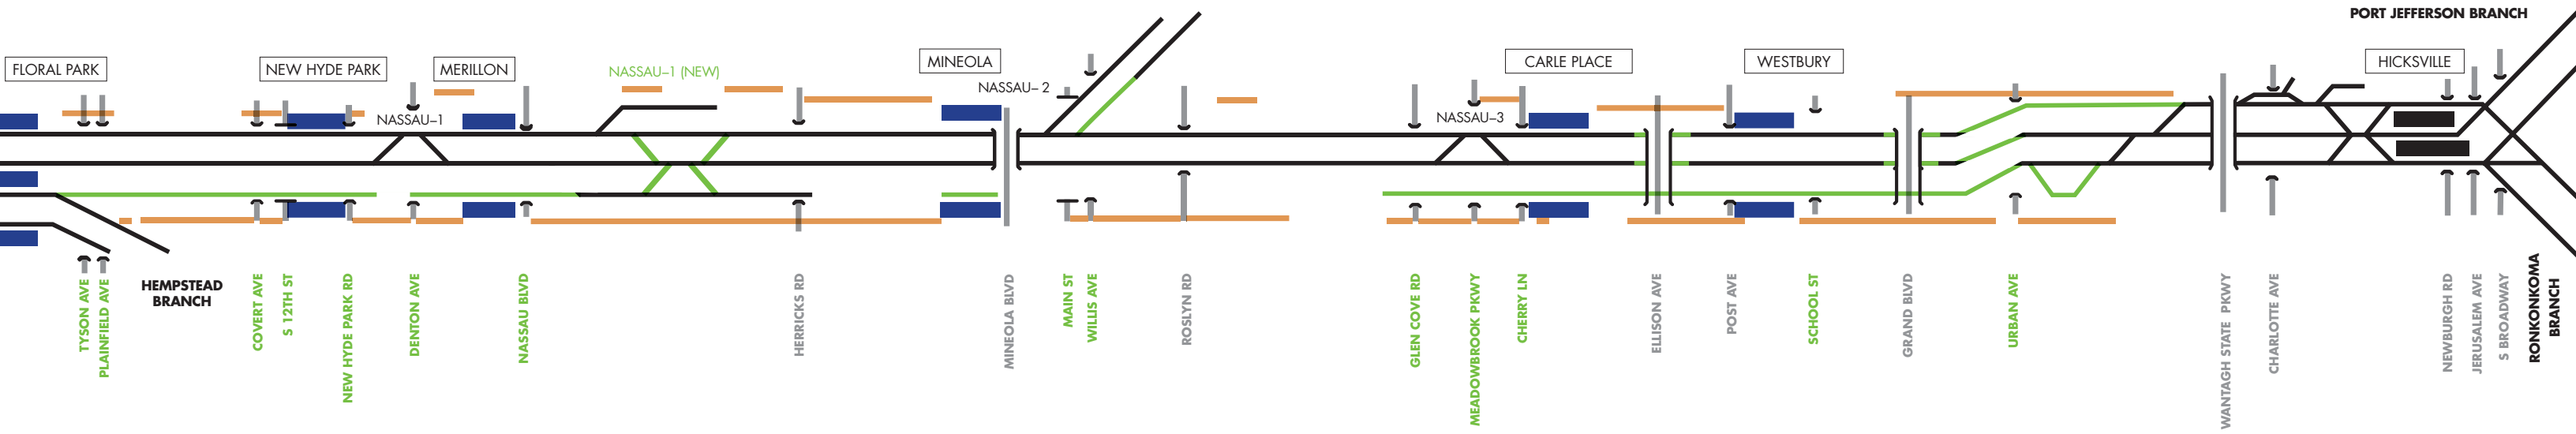 PORT JEFFERSON BRANCH
FLORAL PARK
NEW HYDE PARK
MERILLON
NASSAU–1 (NEW)
MINEOLA
CARLE PLACE
WESTBURY
HICKSVILLE
NASSAU– 2
NASSAU–1
NASSAU–3
TYSON AVE
PLAINFIELD AVE
HEMPSTEAD
BRANCH
COVERT AVE
S 12TH ST
NEW HYDE PARK RD
DENTON AVE
NASSAU BLVD
HERRICKS RD
MINEOLA BLVD
MAIN ST
WILLIS AVE
ROSLYN RD
GLEN COVE RD
MEADOWBROOK PKWY
CHERRY LN
ELLISON AVE
POST AVE
SCHOOL ST
GRAND BLVD
URBAN AVE
WANTAGH STATE PKWY
CHARLOTTE AVE
NEWBURGH RD
JERUSALEM AVE
S BROADWAY
RONKONKOMA
BRANCH